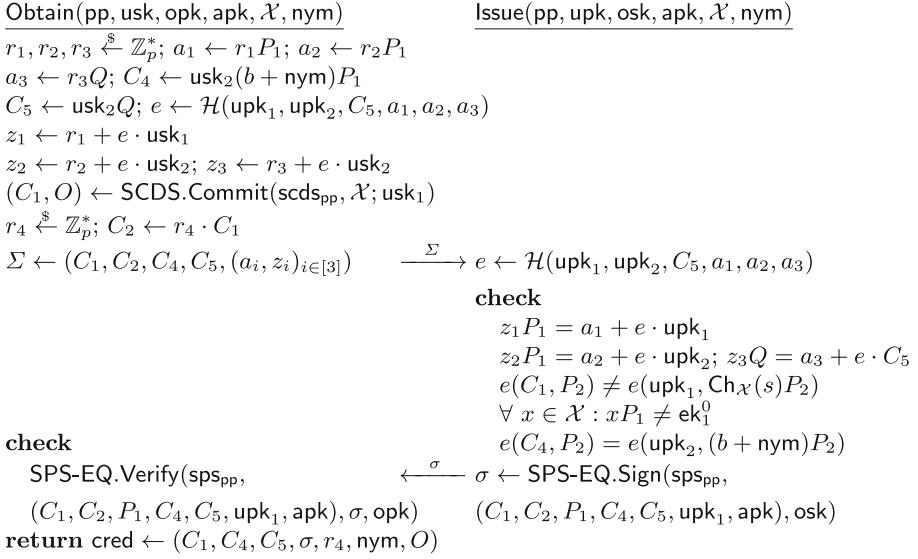 Obtain(pp, usk, opk, apk, 𝒳, nym) Issue(pp, upk, osk, apk, 𝒳, nym)
r₁, r₂, r₃ ←$ ℤₚ*; a₁ ← r₁P₁; a₂ ← r₂P₁
a₃ ← r₃Q; C₄ ← usk₂(b + nym)P₁
C₅ ← usk₂Q; e ← ℋ(upk₁, upk₂, C₅, a₁, a₂, a₃)
z₁ ← r₁ + e · usk₁
z₂ ← r₂ + e · usk₂; z₃ ← r₃ + e · usk₂
(C₁, O) ← SCDS.Commit(scds_pp, 𝒳; usk₁)
r₄ ←$ ℤₚ*; C₂ ← r₄ · C₁
Σ ← (C₁, C₂, C₄, C₅, (aᵢ, zᵢ)_{i∈[3]}) —Σ→ e ← ℋ(upk₁, upk₂, C₅, a₁, a₂, a₃)
check
z₁P₁ = a₁ + e · upk₁
z₂P₁ = a₂ + e · upk₂; z₃Q = a₃ + e · C₅
e(C₁, P₂) ≠ e(upk₁, Ch_𝒳(s)P₂)
∀ x ∈ 𝒳 : xP₁ ≠ ek₁⁰
check e(C₄, P₂) = e(upk₂, (b + nym)P₂)
SPS-EQ.Verify(sps_pp, ←σ— σ ← SPS-EQ.Sign(sps_pp,
(C₁, C₂, P₁, C₄, C₅, upk₁, apk), σ, opk) (C₁, C₂, P₁, C₄, C₅, upk₁, apk), osk)
return cred ← (C₁, C₄, C₅, σ, r₄, nym, O)